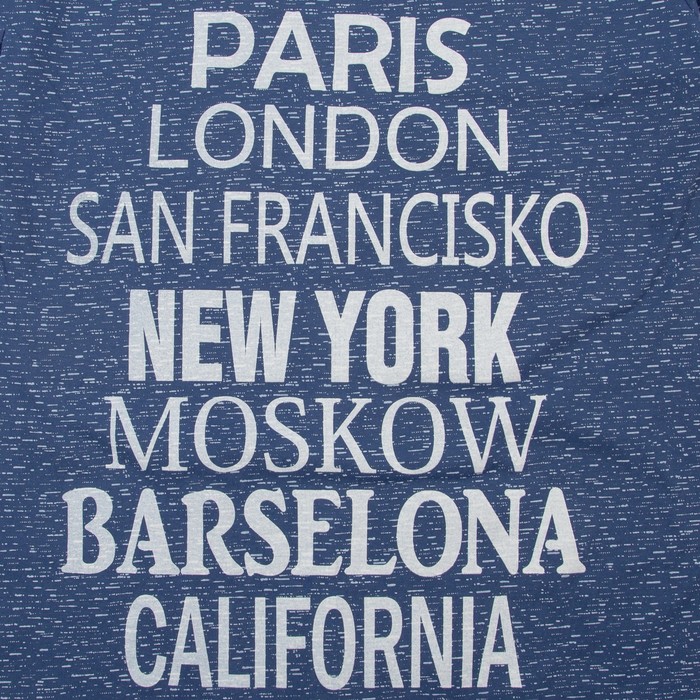 PARIS
LONDON
SAN FRANCISKO
NEW YORK
MOSKOW
BARSELONA
CALIFORNIA